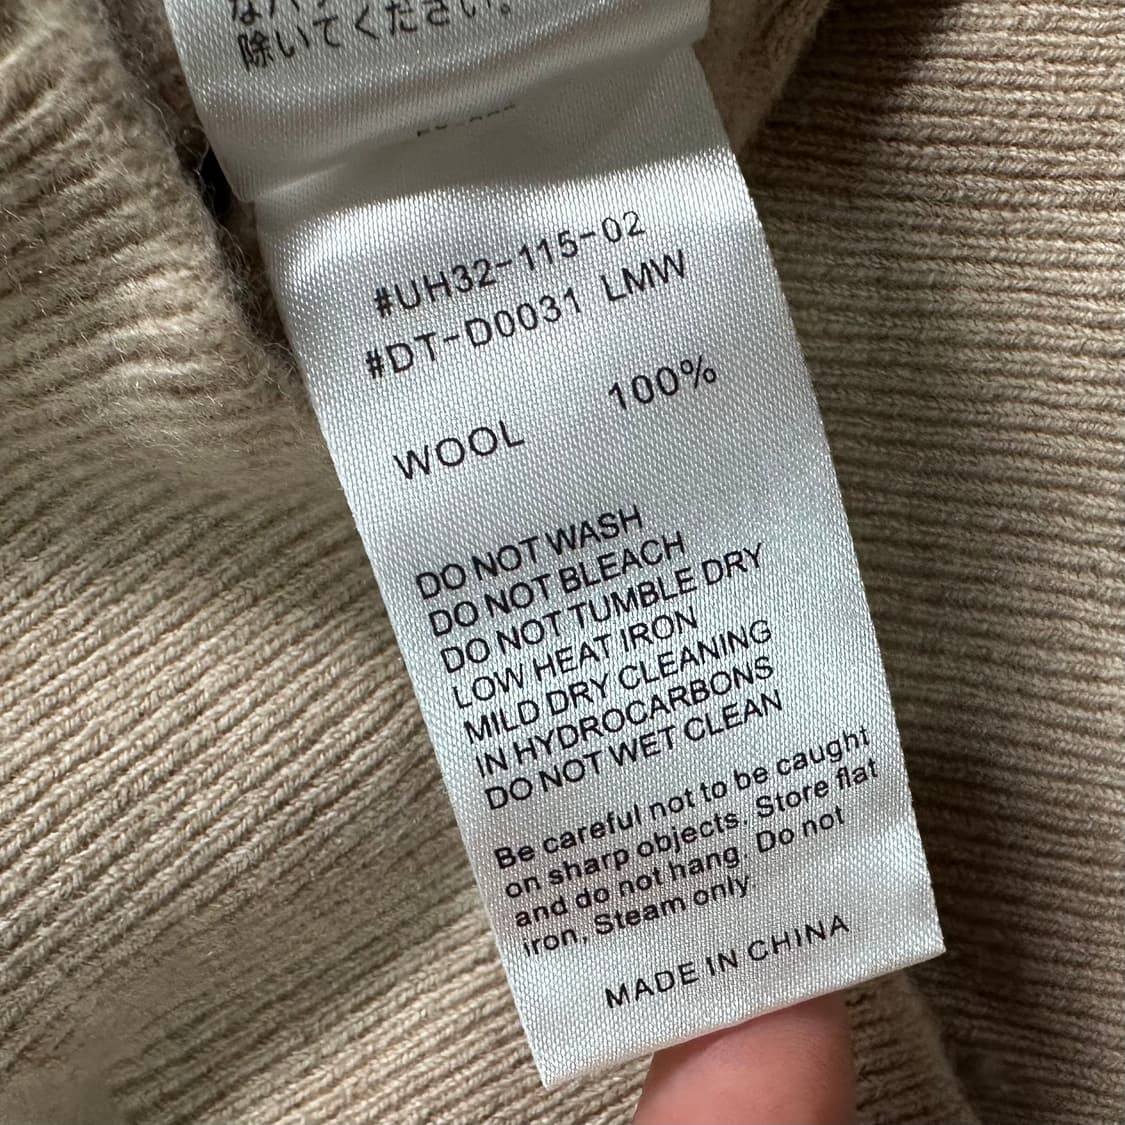 除いてください。
#UH32-115-02
#DT-D0031 LMW
WOOL 100%
DO NOT WASH
DO NOT BLEACH
DO NOT TUMBLE DRY
LOW HEAT IRON
MILD DRY CLEANING
IN HYDROCARBONS
DO NOT WET CLEAN
Be careful not to be caught
on sharp objects. Store flat
and do not hang. Do not
iron, Steam only
MADE IN CHINA